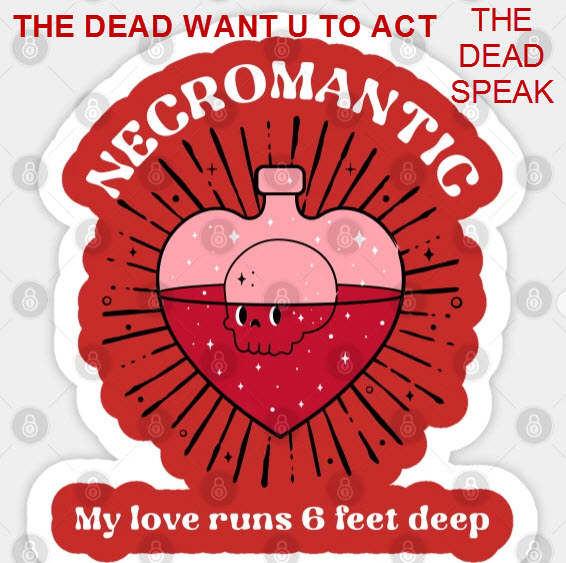 THE DEAD WANT U TO ACT
THE
DEAD
SPEAK
NECROMANTIC
My love runs 6 feet deep